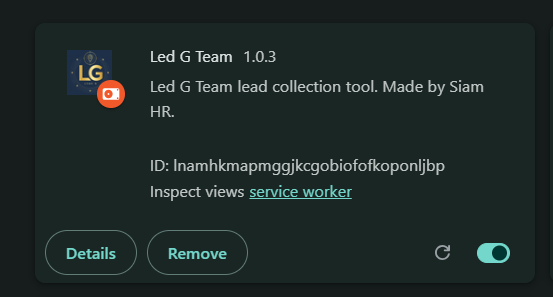 LG
Led G Team 1.0.3
Led G Team lead collection tool. Made by Siam
HR.
ID: lnamhkmapmggjkcgobiofofkoponljbp
Inspect views service worker
Details Remove